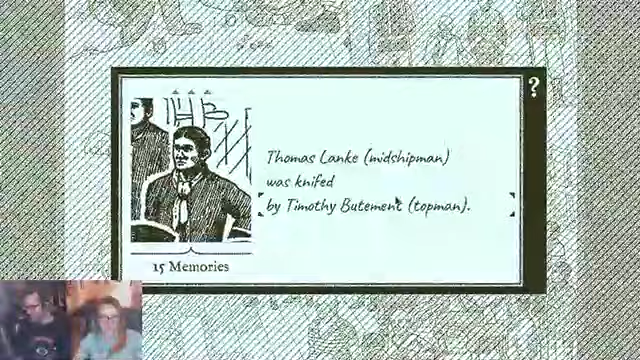 ?
Thomas Lanke (midshipman)
was knifed
by Timothy Butement (topman).
15 Memories